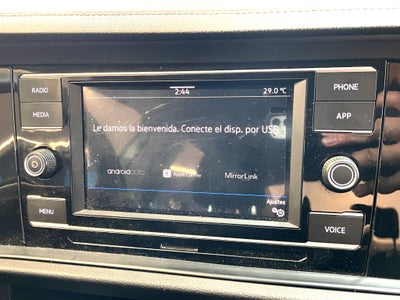 RADIO
MEDIA
MENU
2:44
29.0 °C
Le damos la bienvenida. Conecte el disp. por USB
androidauto
Apple CarPlay
MirrorLink
Ajustes
PHONE
APP
VOICE